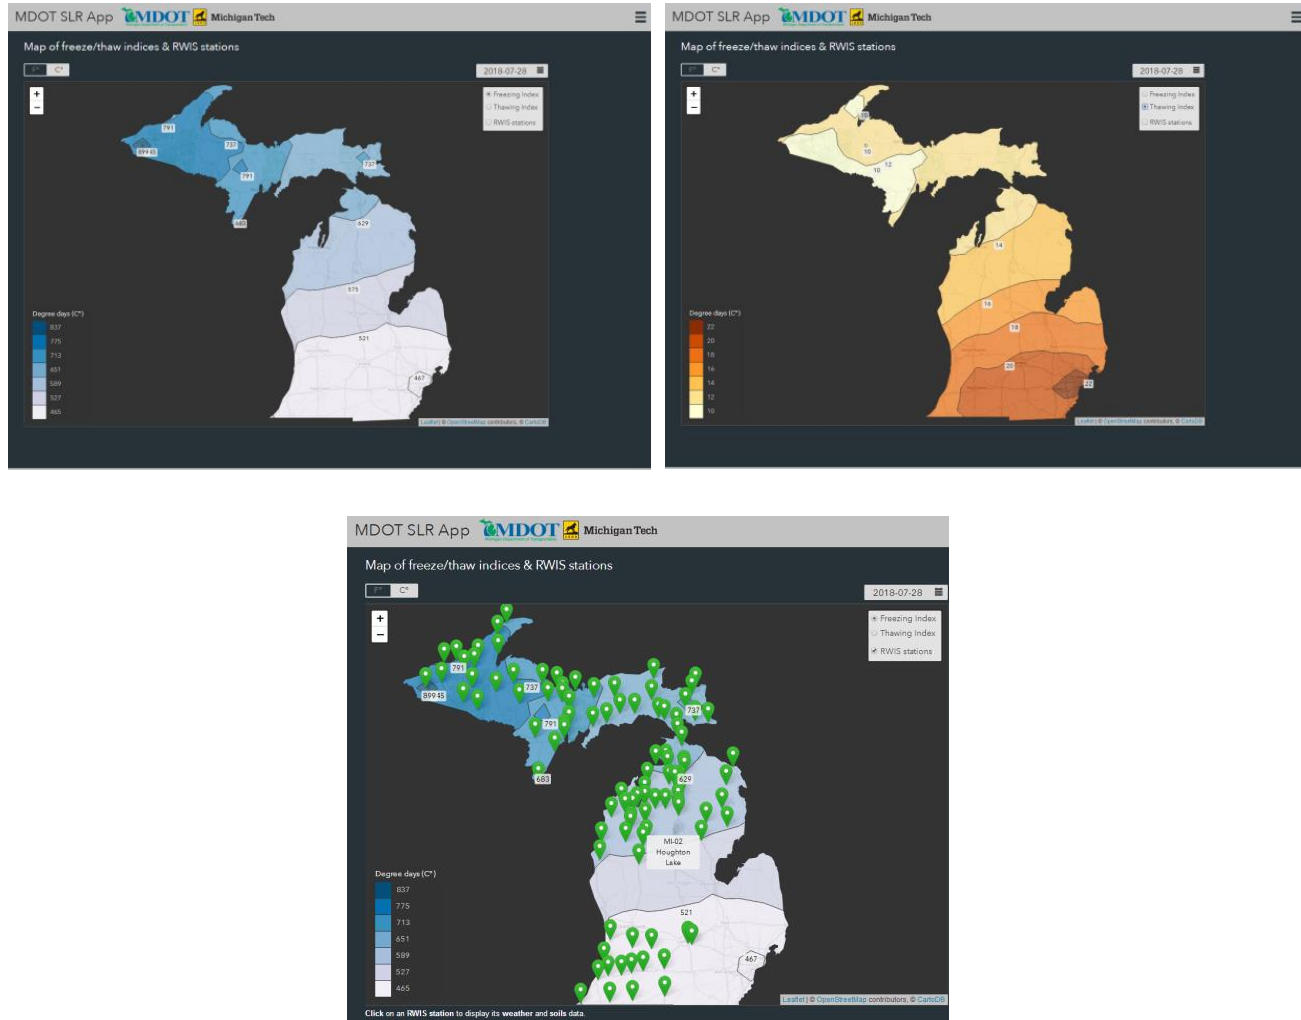 MDOT SLR App MDOT Michigan Tech
Map of freeze/thaw indices & RWIS stations
F° C°
2018-07-28
+
−
Freezing Index
Thawing Index
RWIS stations
791
737
791
737
683
629
575
521
467
Degree days (C°)
837
775
713
651
589
527
465
Leaflet | © OpenStreetMap contributors, © CartoDB
MDOT SLR App MDOT Michigan Tech
Map of freeze/thaw indices & RWIS stations
F° C°
2018-07-28
+
−
Freezing Index
Thawing Index
RWIS stations
10
10
12
10
14
16
18
20
22
Degree days (C°)
22
20
18
16
14
12
10
Leaflet | © OpenStreetMap contributors, © CartoDB
MDOT SLR App MDOT Michigan Tech
Map of freeze/thaw indices & RWIS stations
F° C°
2018-07-28
+
−
Freezing Index
Thawing Index
RWIS stations
791
737
791
737
683
629
MI-02
Houghton
Lake
521
467
Degree days (C°)
837
775
713
651
589
527
465
Leaflet | © OpenStreetMap contributors, © CartoDB
Click on an RWIS station to display its weather and soils data.